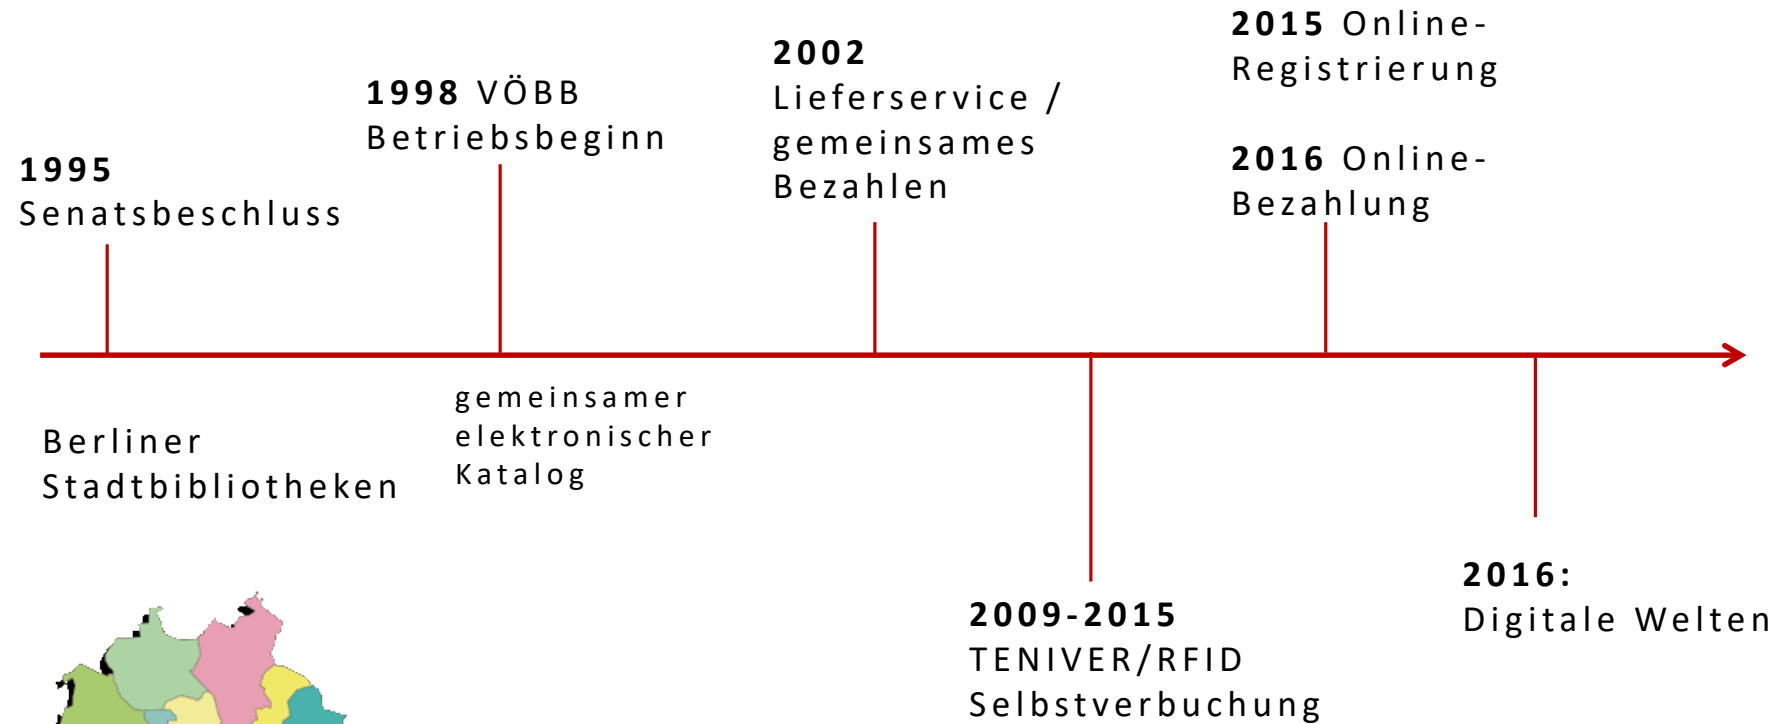 1995
Senatsbeschluss
1998 VÖBB
Betriebsbeginn
2002
Lieferservice /
gemeinsames
Bezahlen
2015 Online-
Registrierung
2016 Online-
Bezahlung
Berliner
Stadtbibliotheken
gemeinsamer
elektronischer
Katalog
2009-2015
TENIVER/RFID
Selbstverbuchung
2016:
Digitale Welten